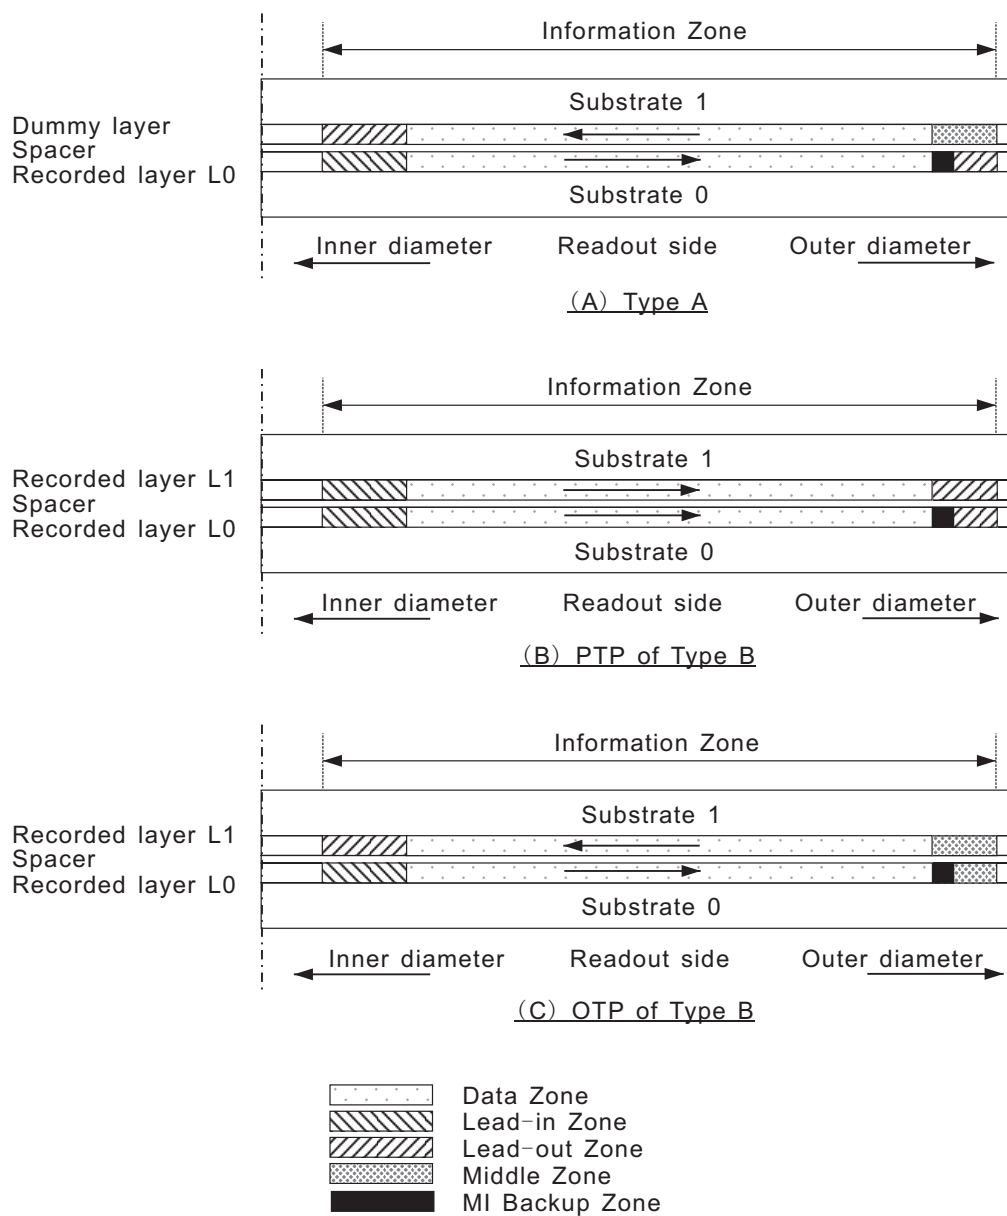 Information Zone
Substrate 1
Dummy layer
Spacer
Recorded layer L0
Substrate 0
Inner diameter Readout side Outer diameter
(A) Type A
Information Zone
Substrate 1
Recorded layer L1
Spacer
Recorded layer L0
Substrate 0
Inner diameter Readout side Outer diameter
(B) PTP of Type B
Information Zone
Substrate 1
Recorded layer L1
Spacer
Recorded layer L0
Substrate 0
Inner diameter Readout side Outer diameter
(C) OTP of Type B
Data Zone
Lead-in Zone
Lead-out Zone
Middle Zone
MI Backup Zone